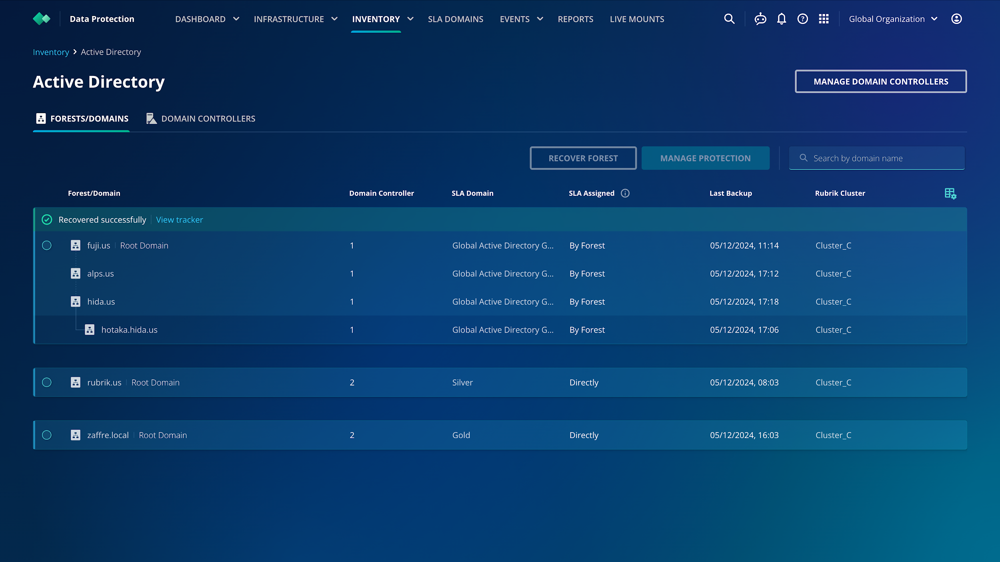 Data Protection DASHBOARD INFRASTRUCTURE INVENTORY SLA DOMAINS EVENTS REPORTS LIVE MOUNTS Global Organization
Inventory > Active Directory
Active Directory
MANAGE DOMAIN CONTROLLERS
FORESTS/DOMAINS DOMAIN CONTROLLERS
RECOVER FOREST MANAGE PROTECTION Search by domain name
Forest/Domain Domain Controller SLA Domain SLA Assigned Last Backup Rubrik Cluster
Recovered successfully View tracker
fuji.us Root Domain 1 Global Active Directory G... By Forest 05/12/2024, 11:14 Cluster_C
alps.us 1 Global Active Directory G... By Forest 05/12/2024, 17:12 Cluster_C
hida.us 1 Global Active Directory G... By Forest 05/12/2024, 17:18 Cluster_C
hotaka.hida.us 1 Global Active Directory G... By Forest 05/12/2024, 17:06 Cluster_C
rubrik.us Root Domain 2 Silver Directly 05/12/2024, 08:03 Cluster_C
zaffre.local Root Domain 2 Gold Directly 05/12/2024, 16:03 Cluster_C